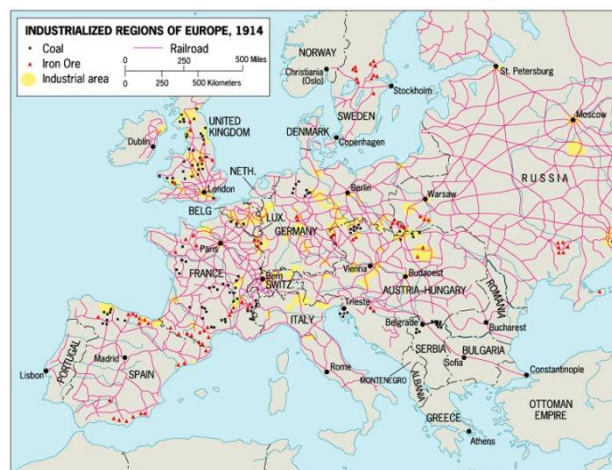 INDUSTRIALIZED REGIONS OF EUROPE, 1914
Coal
Railroad
Iron Ore
0 250 500 Miles
Industrial area
0 250 500 Kilometers
NORWAY
Christiania
(Oslo)
St. Petersburg
Stockholm
SWEDEN
UNITED
KINGDOM
DENMARK
Moscow
Dublin
Copenhagen
NETH.
RUSSIA
London
Berlin
Warsaw
BELG
LUX.
GERMANY
Paris
FRANCE
Vienna
Bern
SWITZ.
Budapest
AUSTRIA-HUNGARY
Trieste
ROMANIA
ITALY
Belgrade
Bucharest
SERBIA
BULGARIA
PORTUGAL
Madrid
Sofia
Constantinople
Lisbon
SPAIN
Rome
MONTENEGRO
ALBANIA
OTTOMAN
EMPIRE
GREECE
Athens